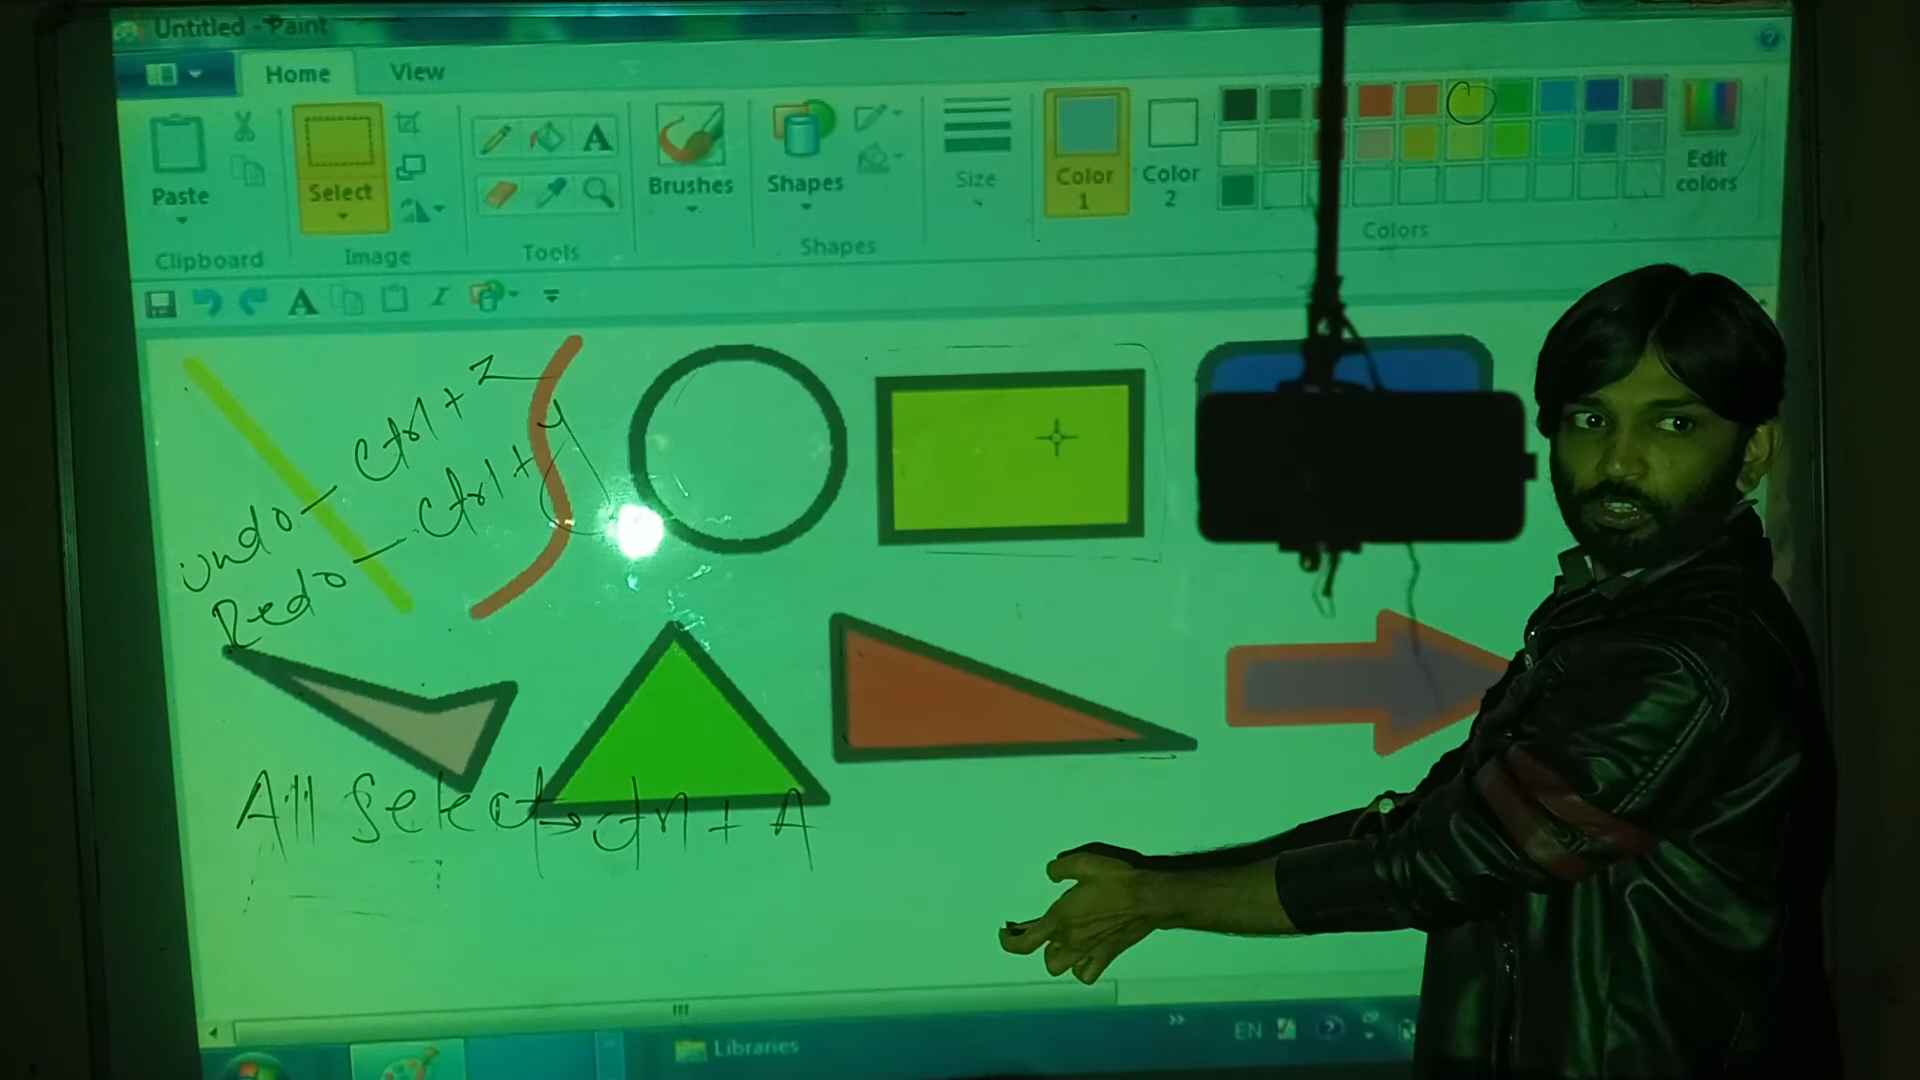 Untitled - Paint
Home View
Paste
Select
Brushes
Shapes
Size
Color 1
Color 2
Edit colors
Clipboard
Image
Tools
Shapes
Colors
Undo - Ctrl + Z
Redo - Ctrl + y
All Select → ctrl + A
EN
Libraries